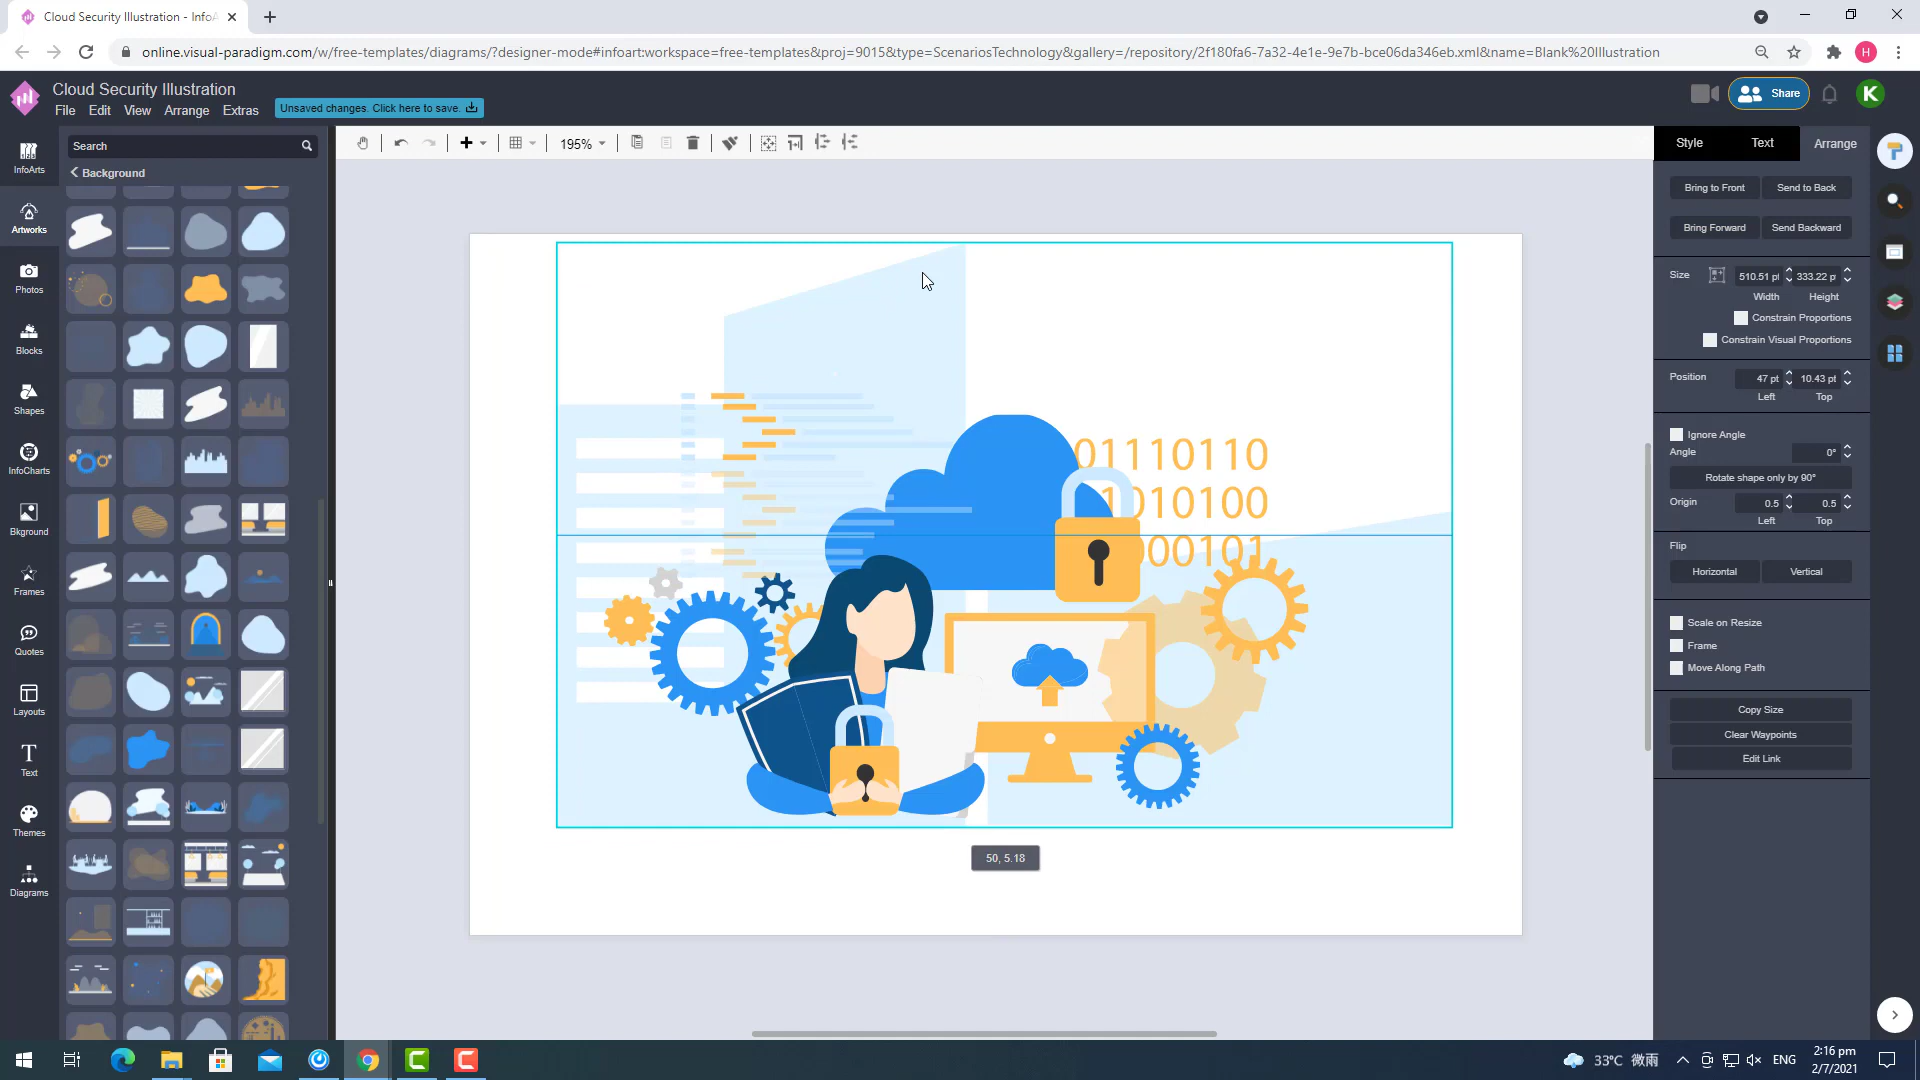 Cloud Security Illustration - InfoA
online.visual-paradigm.com/w/free-templates/diagrams/?designer-mode#infoart:workspace=free-templates&proj=9015&type=ScenariosTechnology&gallery=/repository/2f180fa6-7a32-4e1e-9e7b-bce06da346eb.xml&name=Blank%20Illustration
H
Cloud Security Illustration
File Edit View Arrange Extras
Unsaved changes. Click here to save.
Share
K
InfoArts
Artworks
Photos
Blocks
Shapes
InfoCharts
Bkground
Frames
Quotes
Layouts
Text
Themes
Diagrams
Search
Background
195%
01110110
1010100
000101
50, 5.18
Style Text Arrange
Bring to Front Send to Back
Bring Forward Send Backward
Size 510.51 pt 333.22 p
Width Height
Constrain Proportions
Constrain Visual Proportions
Position 47 pt 10.43 pt
Left Top
Ignore Angle
Angle 0°
Rotate shape only by 90°
Origin 0.5 0.5
Left Top
Flip
Horizontal Vertical
Scale on Resize
Frame
Move Along Path
Copy Size
Clear Waypoints
Edit Link
33°C 微雨
ENG
2:16 pm
2/7/2021